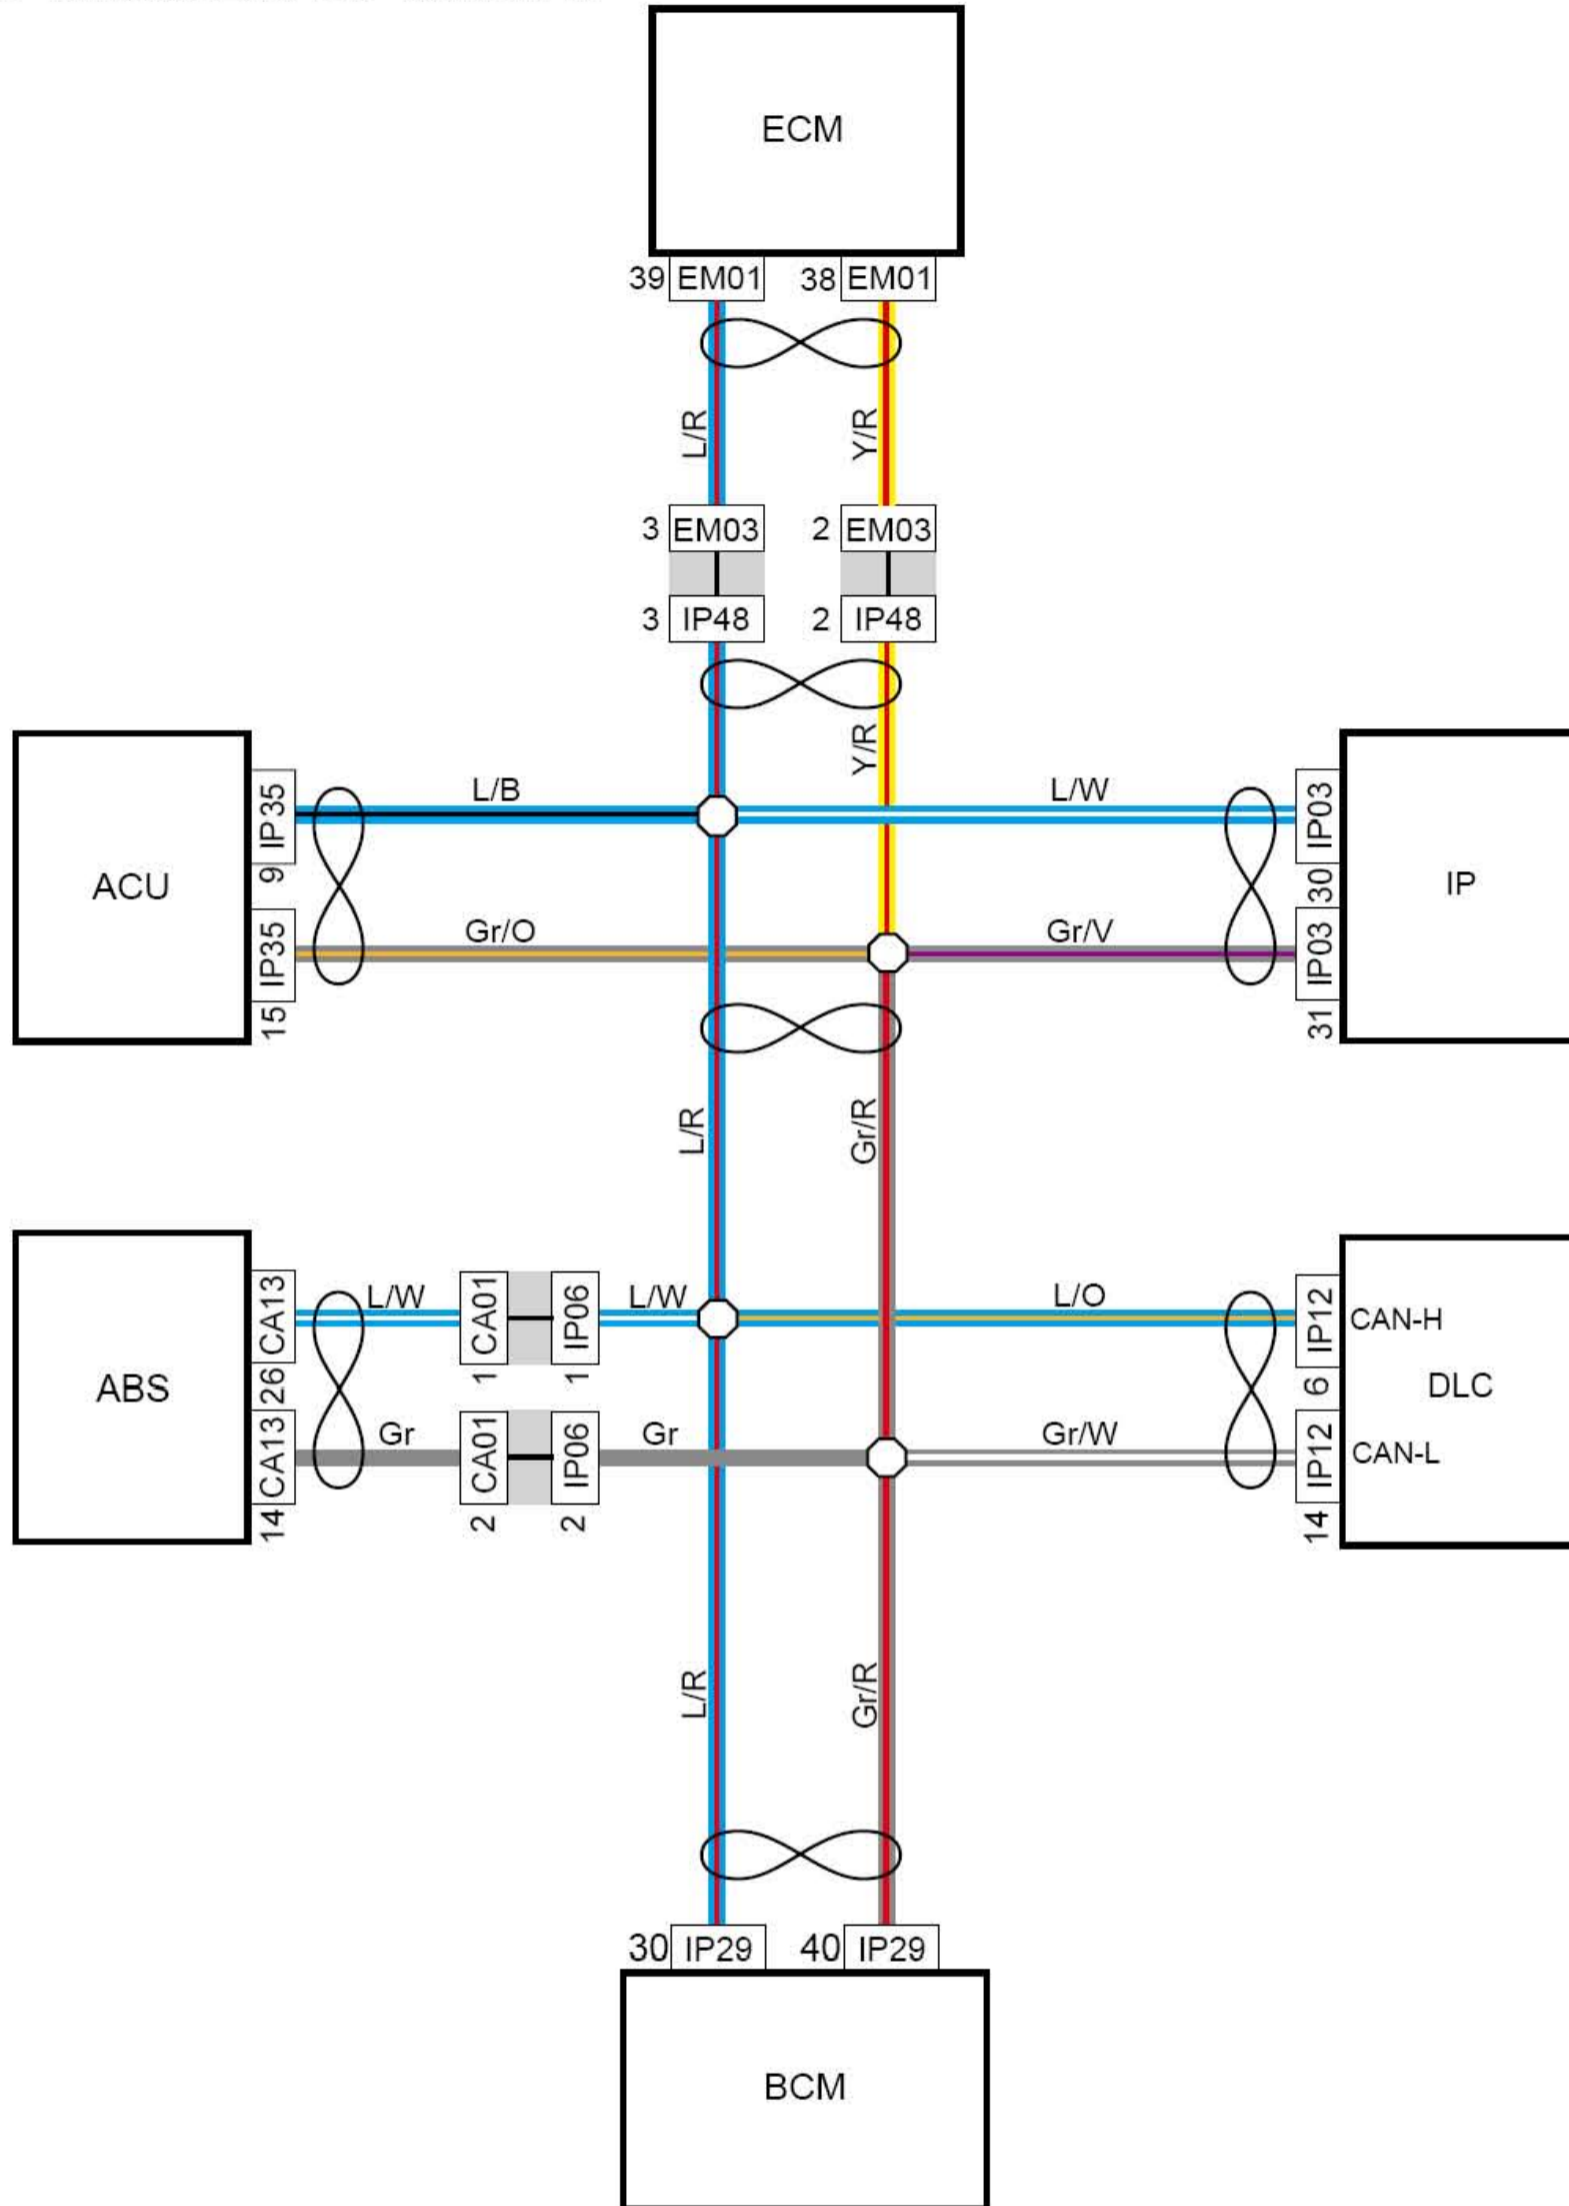 ECM
39 EM01 38 EM01
L/R Y/R
3 EM03 2 EM03
3 IP48 2 IP48
Y/R
L/B L/W
IP35 IP03
9 30
ACU IP
Gr/O Gr/V
IP35 IP03
15 31
L/R Gr/R
L/W L/W L/O
CA13 CA01 IP06 IP12 CAN-H
26 1 1 6
ABS DLC
Gr Gr Gr/W
CA13 CA01 IP06 IP12 CAN-L
14 2 2 14
L/R Gr/R
30 IP29 40 IP29
BCM